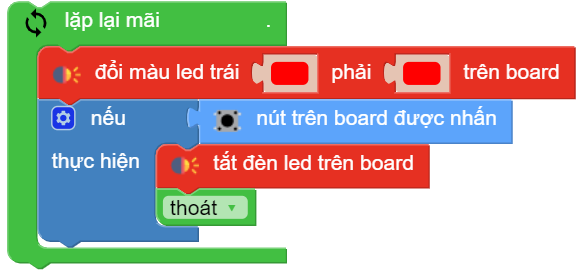 lặp lại mãi .
đổi màu led trái phải trên board
nếu nút trên board được nhấn
thực hiện tắt đèn led trên board
thoát